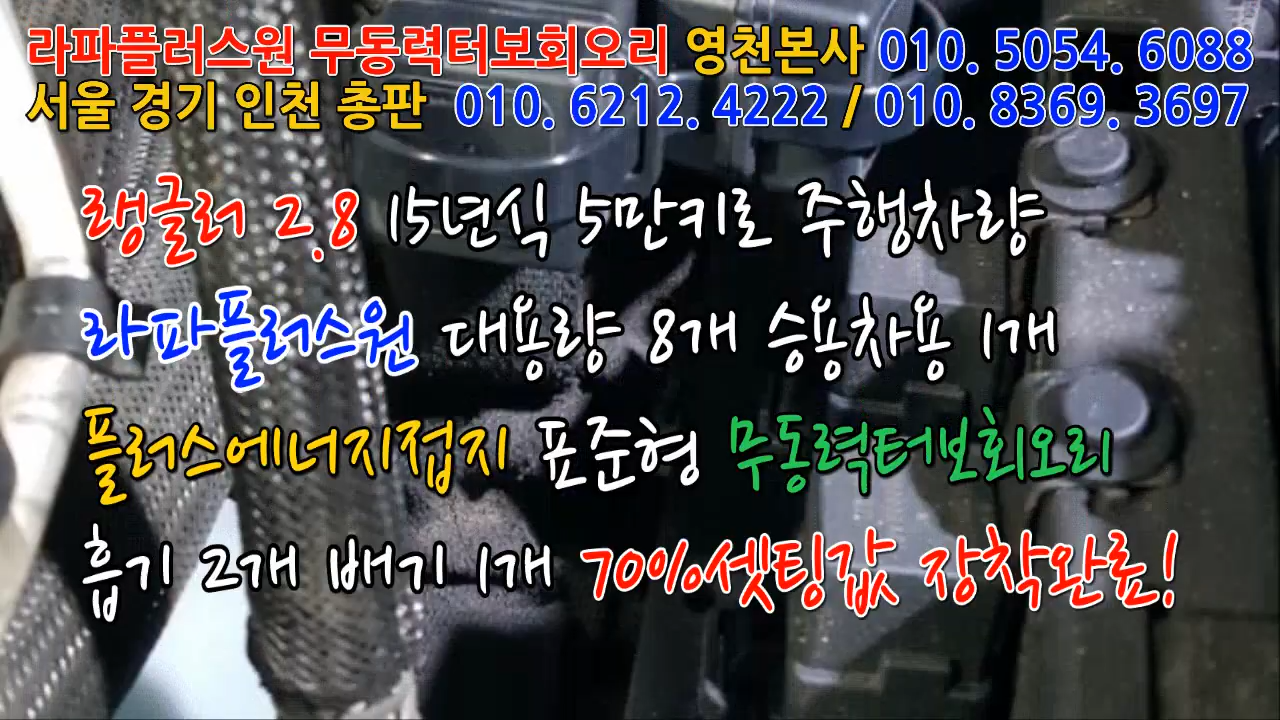 라파플러스원 무동력터보회오리 영천본사 010. 5054. 6088
서울 경기 인천 총판 010. 6212. 4222 / 010. 8369. 3697
랭글러 2.8 15년식 5만키로 주행차량
라파플러스원 대용량 8개 승용차용 1개
플러스에너지접지 표준형 무동력터보회오리
흡기 2개 배기 1개 70%셋팅값 장착완료!